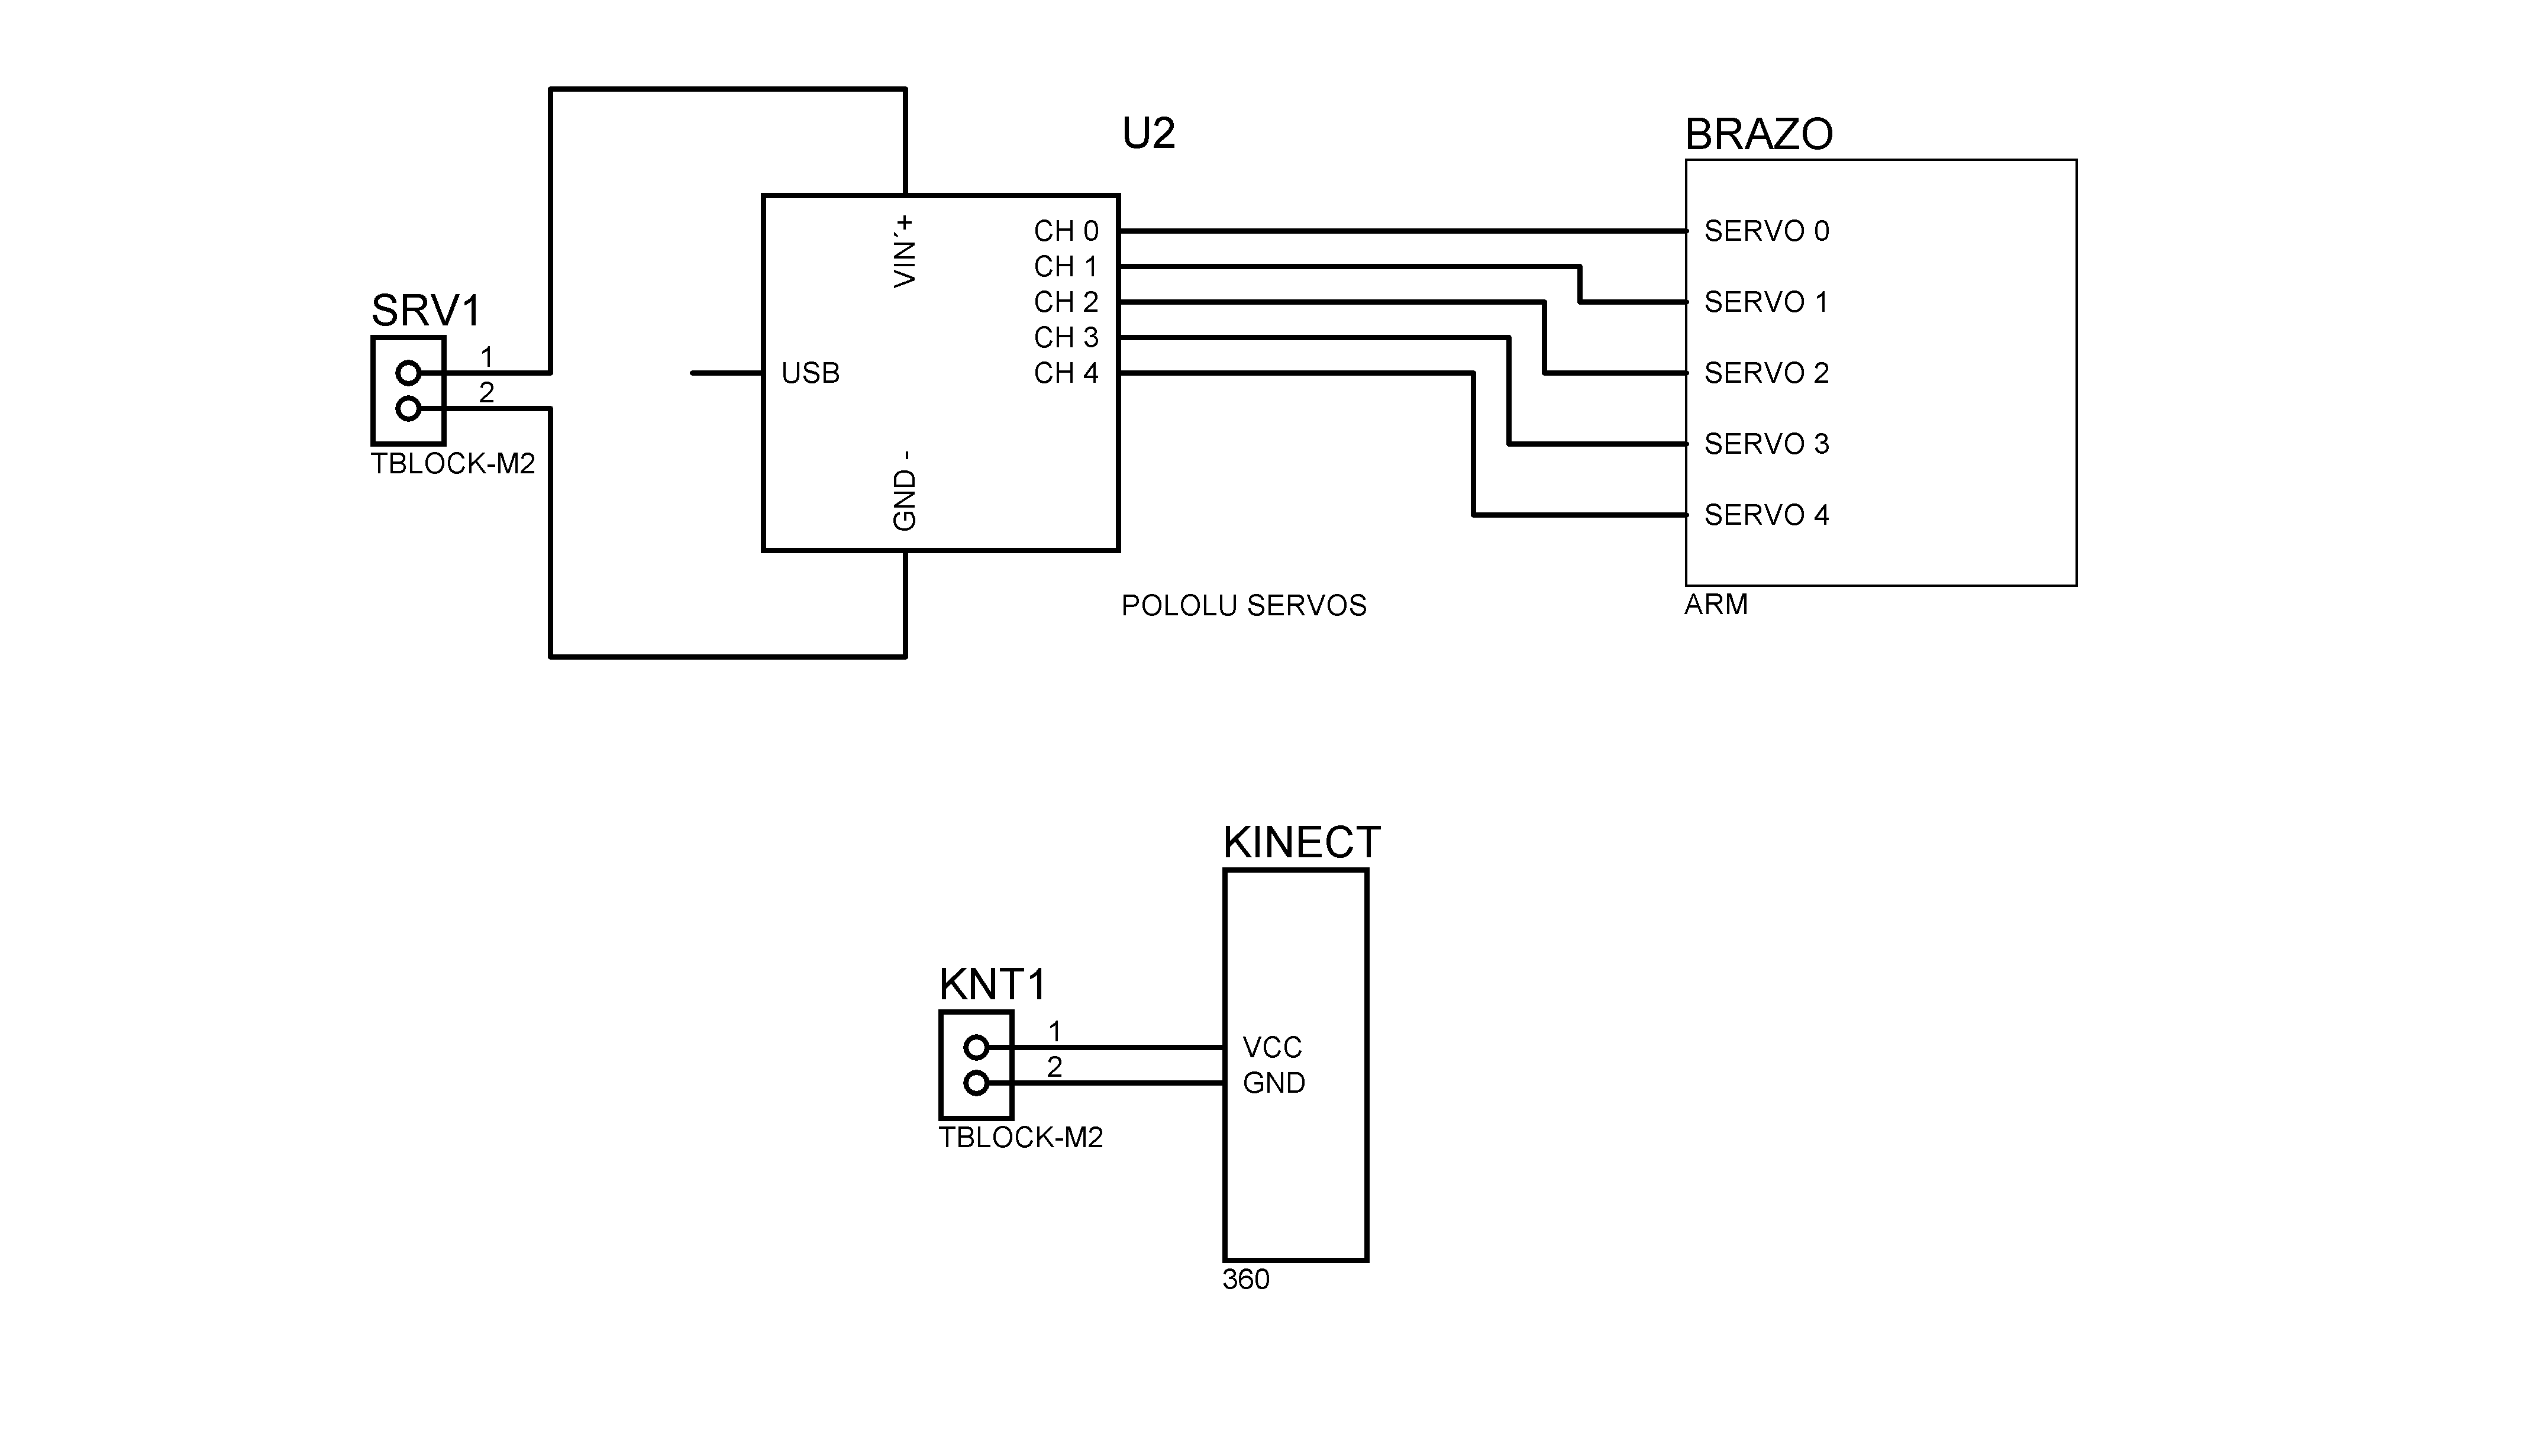 U2
BRAZO
VIN´+
CH 0
SERVO 0
CH 1
CH 2
SERVO 1
SRV1
CH 3
1
USB
CH 4
SERVO 2
2
SERVO 3
TBLOCK-M2
GND -
SERVO 4
POLOLU SERVOS
ARM
KINECT
KNT1
1
VCC
2
GND
TBLOCK-M2
360